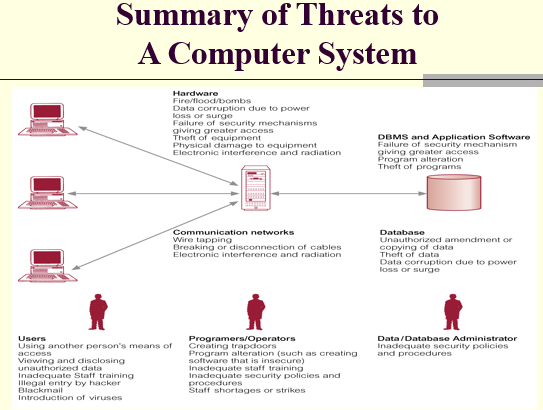 Summary of Threats to
A Computer System
Hardware
Fire/flood/bombs
Data corruption due to power
loss or surge
Failure of security mechanisms
giving greater access
Theft of equipment
Physical damage to equipment
Electronic interference and radiation
DBMS and Application Software
Failure of security mechanism
giving greater access
Program alteration
Theft of programs
Communication networks
Wire tapping
Breaking or disconnection of cables
Electronic interference and radiation
Database
Unauthorized amendment or
copying of data
Theft of data
Data corruption due to power
loss or surge
Users
Using another person's means of
access
Viewing and disclosing
unauthorized data
Inadequate Staff training
Illegal entry by hacker
Blackmail
Introduction of viruses
Programers/Operators
Creating trapdoors
Program alteration (such as creating
software that is insecure)
Inadequate staff training
Inadequate security policies and
procedures
Staff shortages or strikes
Data/Database Administrator
Inadequate security policies
and procedures